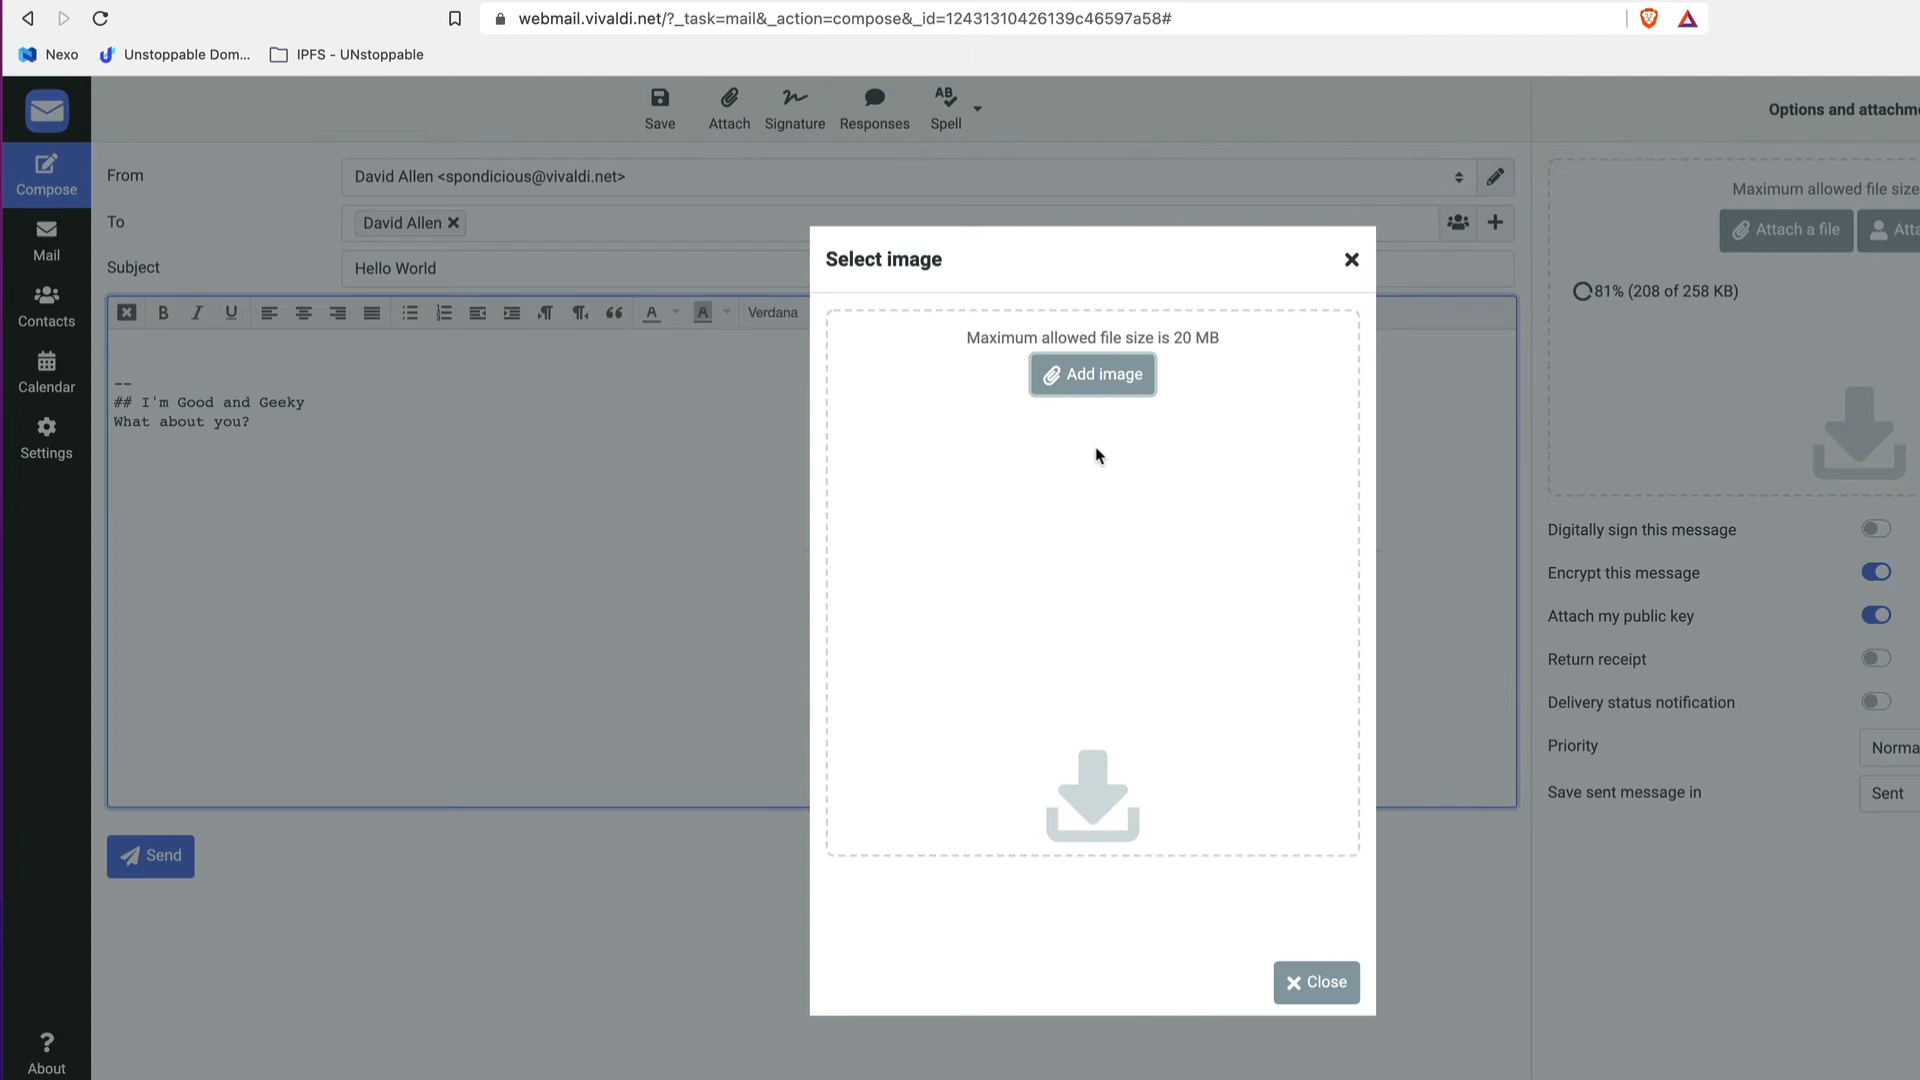 webmail.vivaldi.net/?_task=mail&_action=compose&_id=12431310426139c46597a58#
Nexo
Unstoppable Dom...
IPFS - UNstoppable
Save
Attach
Signature
Responses
AB
Spell
Options and attachme
Compose
Mail
Contacts
Calendar
Settings
About
From
David Allen <spondicious@vivaldi.net>
To
David Allen
Subject
Hello World
B I U
A
A
Verdana
--
## I'm Good and Geeky
What about you?
Send
Select image
Maximum allowed file size is 20 MB
Add image
Close
Maximum allowed file size
Attach a file
Atta
81% (208 of 258 KB)
Digitally sign this message
Encrypt this message
Attach my public key
Return receipt
Delivery status notification
Priority
Norma
Save sent message in
Sent